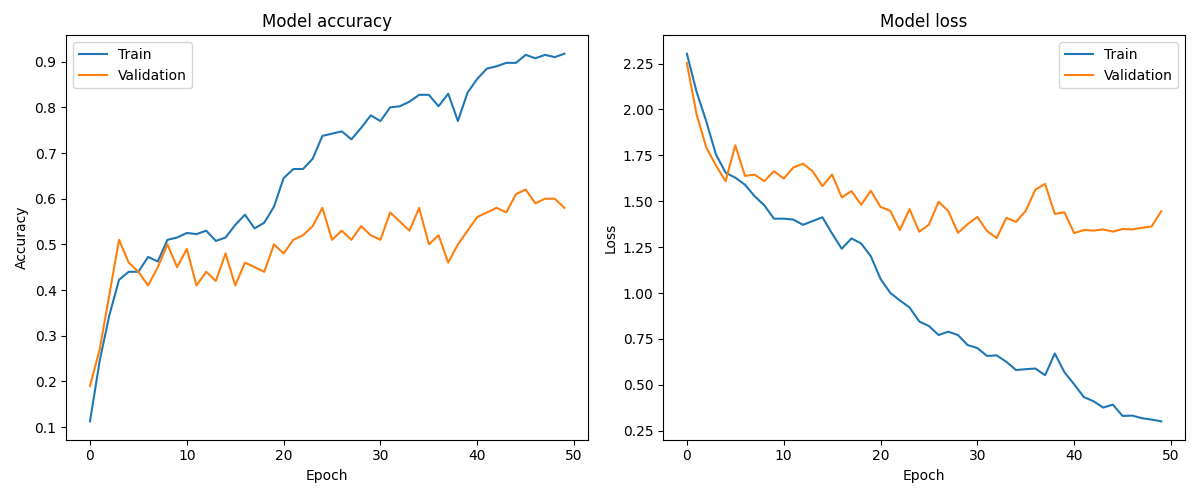 Model accuracy
Train
Validation
0.9
0.8
0.7
0.6
0.5
0.4
0.3
0.2
0.1
Accuracy
0 10 20 30 40 50
Epoch
Model loss
Train
Validation
2.25
2.00
1.75
1.50
1.25
1.00
0.75
0.50
0.25
Loss
0 10 20 30 40 50
Epoch